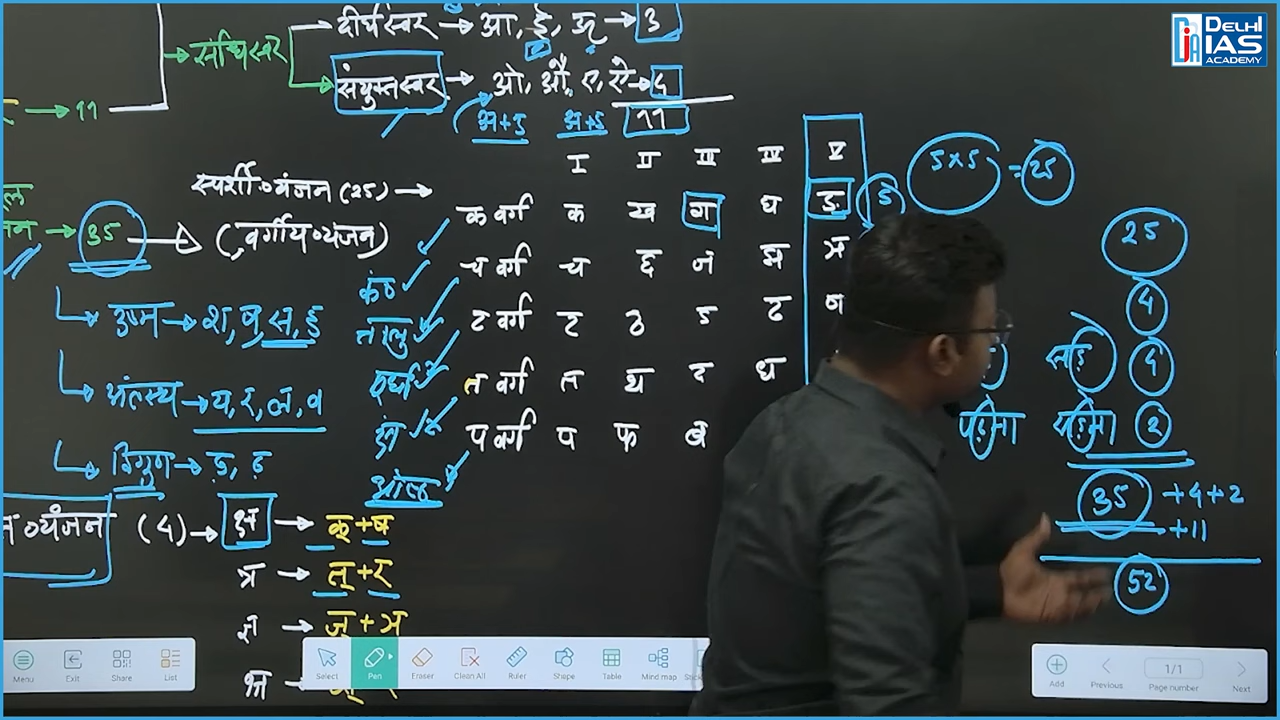 DELHI IAS ACADEMY
दीर्घस्वर → आ, ई, ऊ → 3
→ सन्धि स्वर
संयुक्त स्वर → ओ, औ, ए, ऐ → 4
→ 11
अ+इ अ+इ 11
I II III IV V 5×5 = 25
स्पर्शी व्यंजन (25) →
क वर्ग क ख ग घ ङ 5
→ 35 → (वर्गीय व्यंजन)
25
च वर्ग च छ ज झ ञ
कंठ
उष्म → श, ष, स, ह
ट वर्ग ट ठ ड ढ ण 4
तालु
त वर्ग त थ द ध 4
मूर्धा
अंतस्थ → य, र, ल, व
दंत
प वर्ग प फ ब 2
द्विगुण → ड़, ढ़
ओष्ठ
35 +4+2
+11
व्यंजन (4) → क्ष → क्+ष
52
त्र → त्+र
ज्ञ → ज्+ञ
श्र →
Menu Exit Share List
Select Pen Eraser Clean All Ruler Shape Table Mind map
Add Previous 1/1 Page number Next